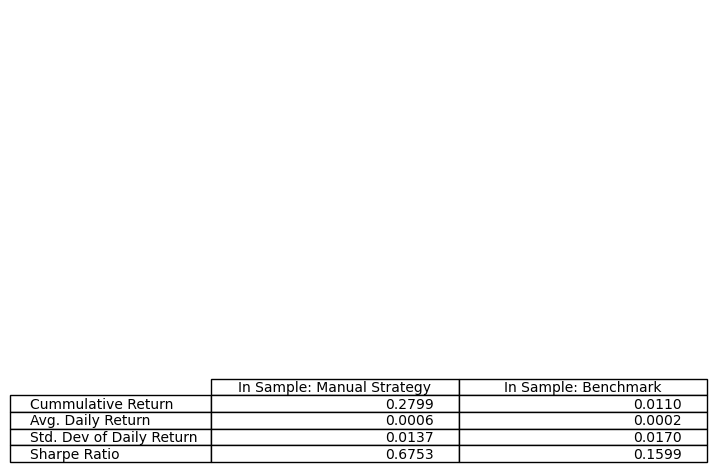 In Sample: Manual Strategy In Sample: Benchmark
Cummulative Return 0.2799 0.0110
Avg. Daily Return 0.0006 0.0002
Std. Dev of Daily Return 0.0137 0.0170
Sharpe Ratio 0.6753 0.1599